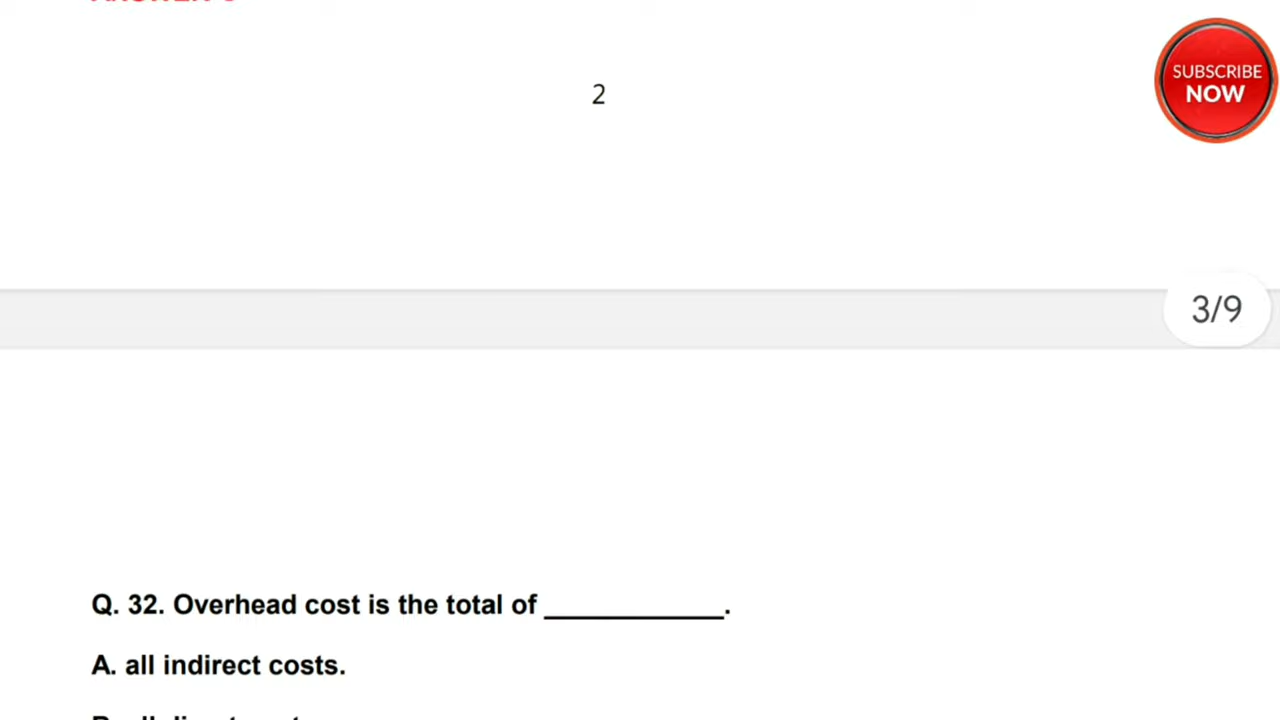 SUBSCRIBE
NOW
2
3/9
Q. 32. Overhead cost is the total of ____________.
A. all indirect costs.